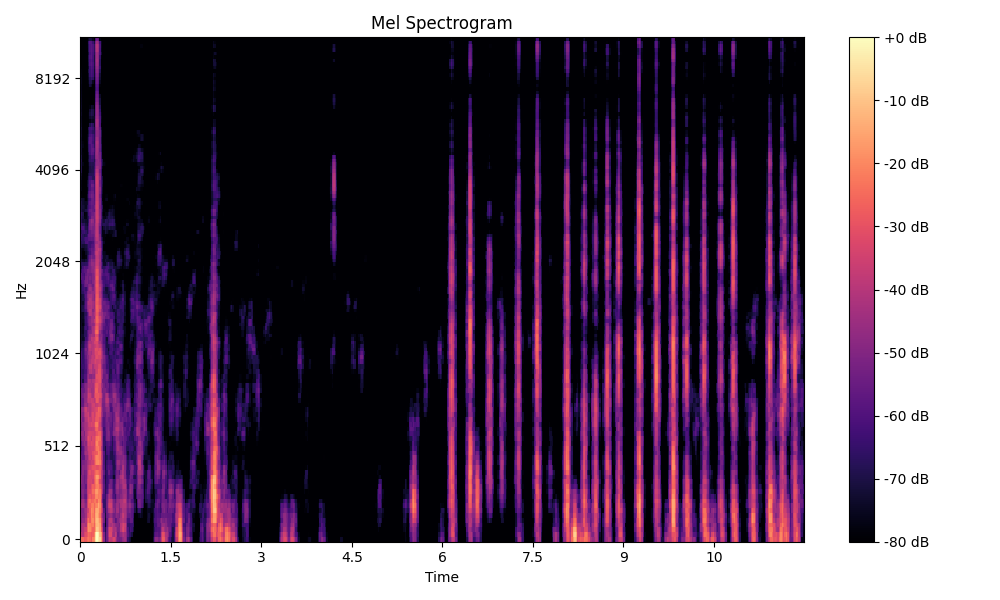 Mel Spectrogram
Hz
8192
4096
2048
1024
512
0
0 1.5 3 4.5 6 7.5 9 10
Time
+0 dB
-10 dB
-20 dB
-30 dB
-40 dB
-50 dB
-60 dB
-70 dB
-80 dB